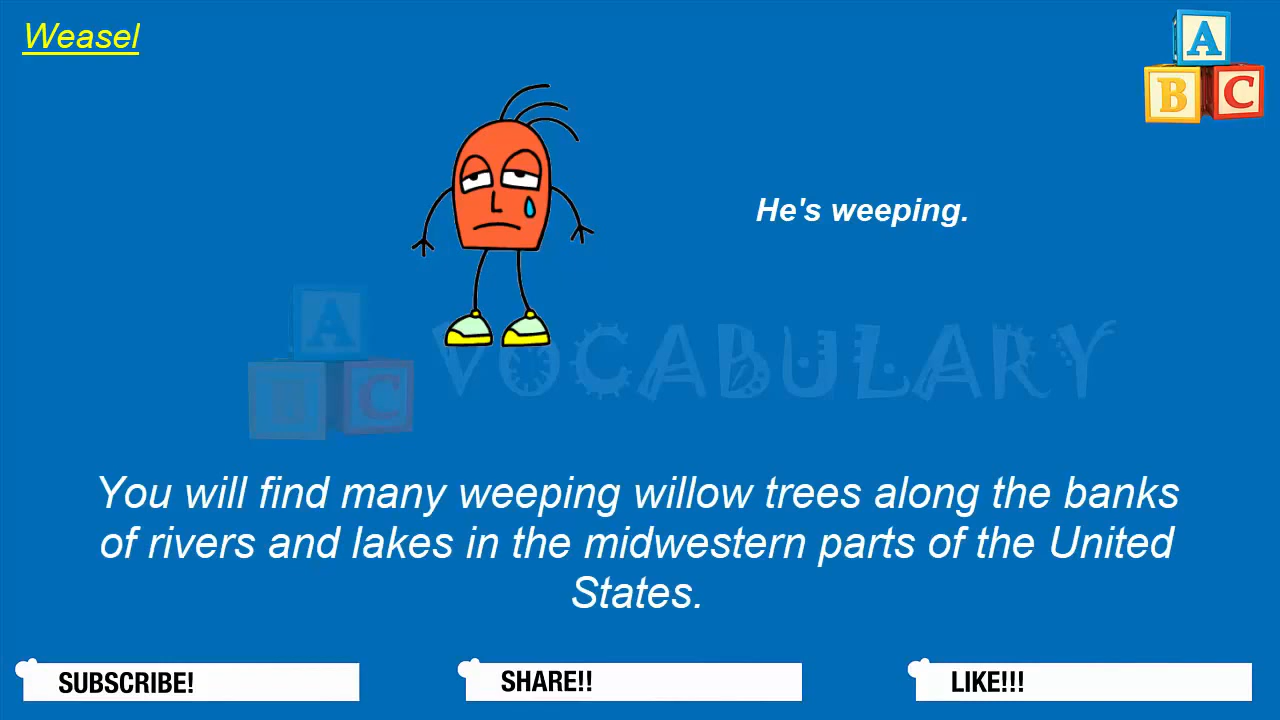 Weasel
A
B C
He's weeping.
A
B C
VOCABULARY
You will find many weeping willow trees along the banks
of rivers and lakes in the midwestern parts of the United
States.
SUBSCRIBE! SHARE!! LIKE!!!